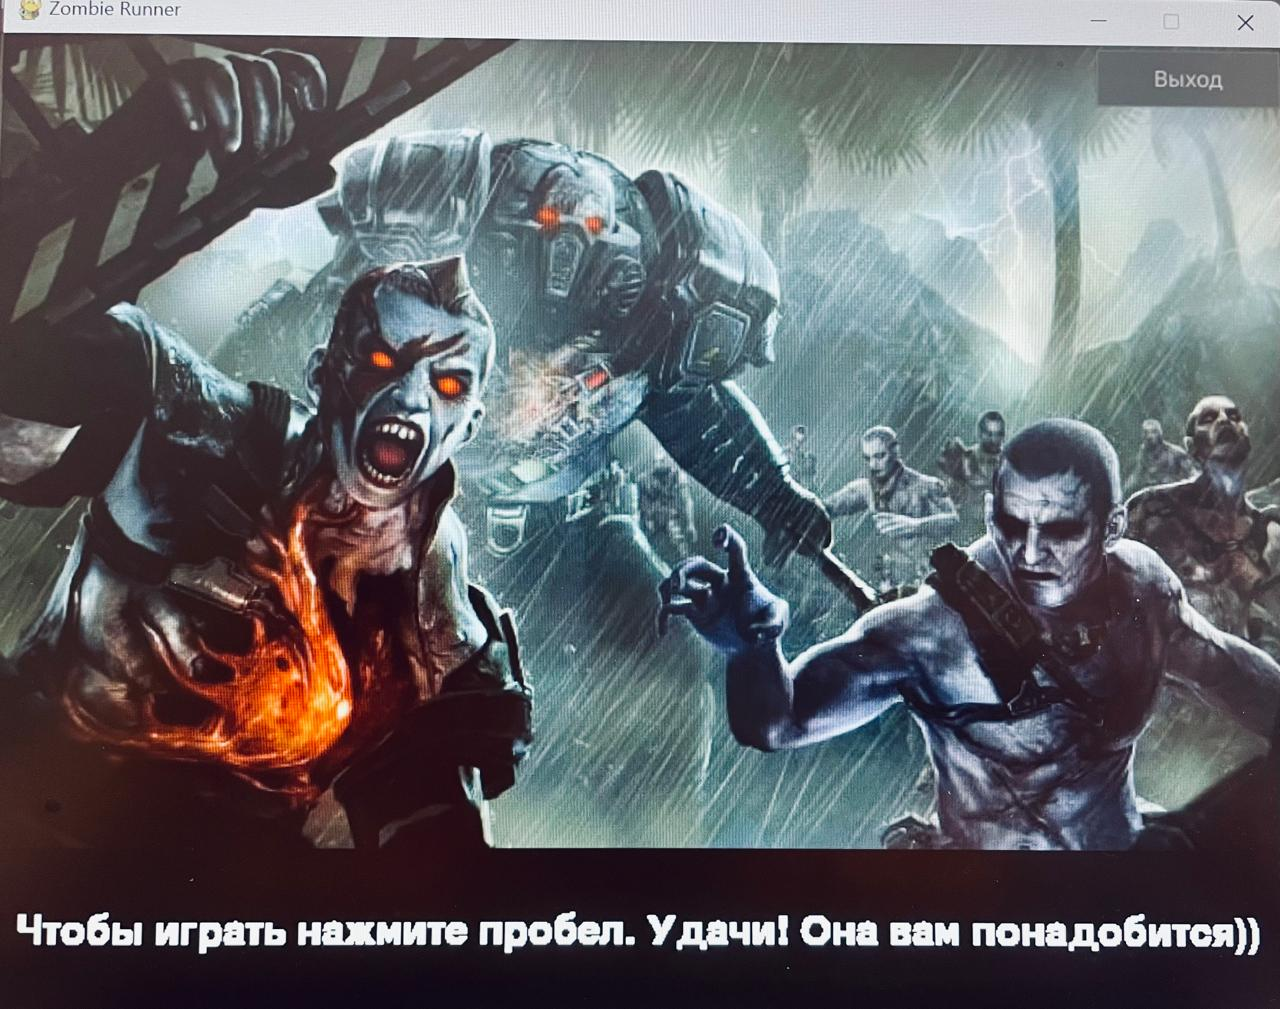 Zombie Runner
Выход
Чтобы играть нажмите пробел. Удачи! Она вам понадобится))